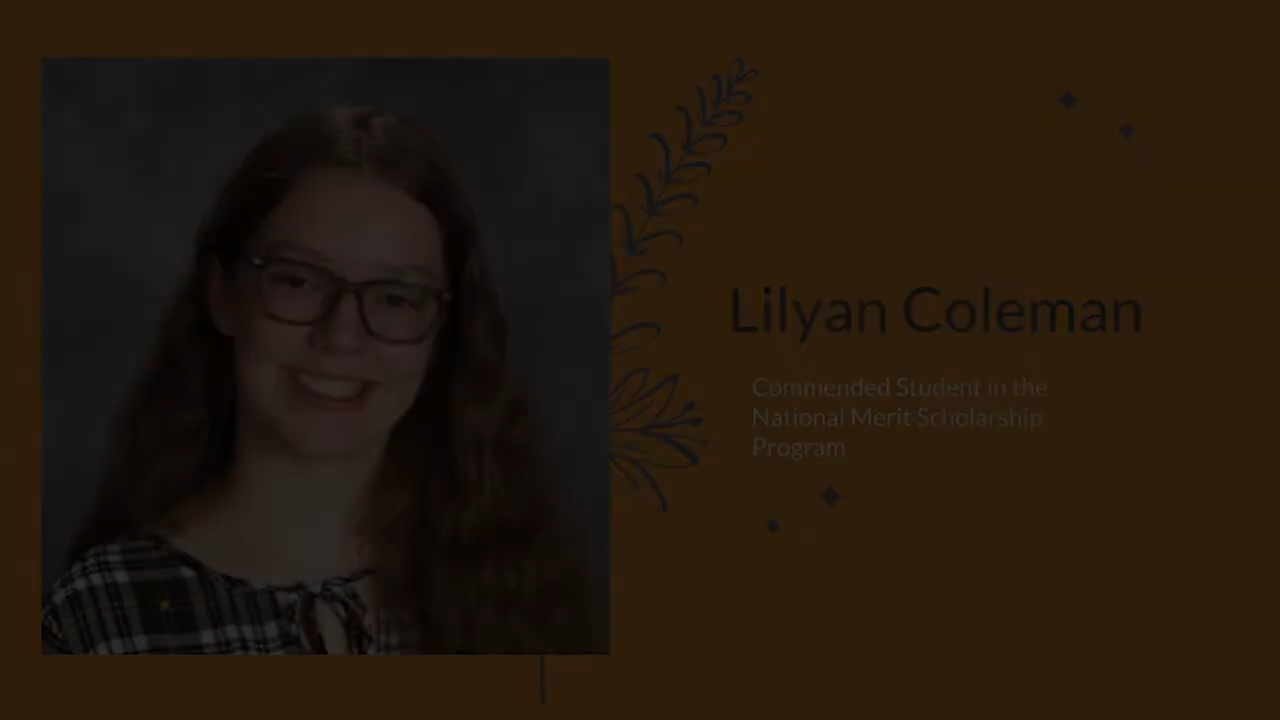 Lilyan Coleman
Commended Student in the
National Merit Scholarship
Program